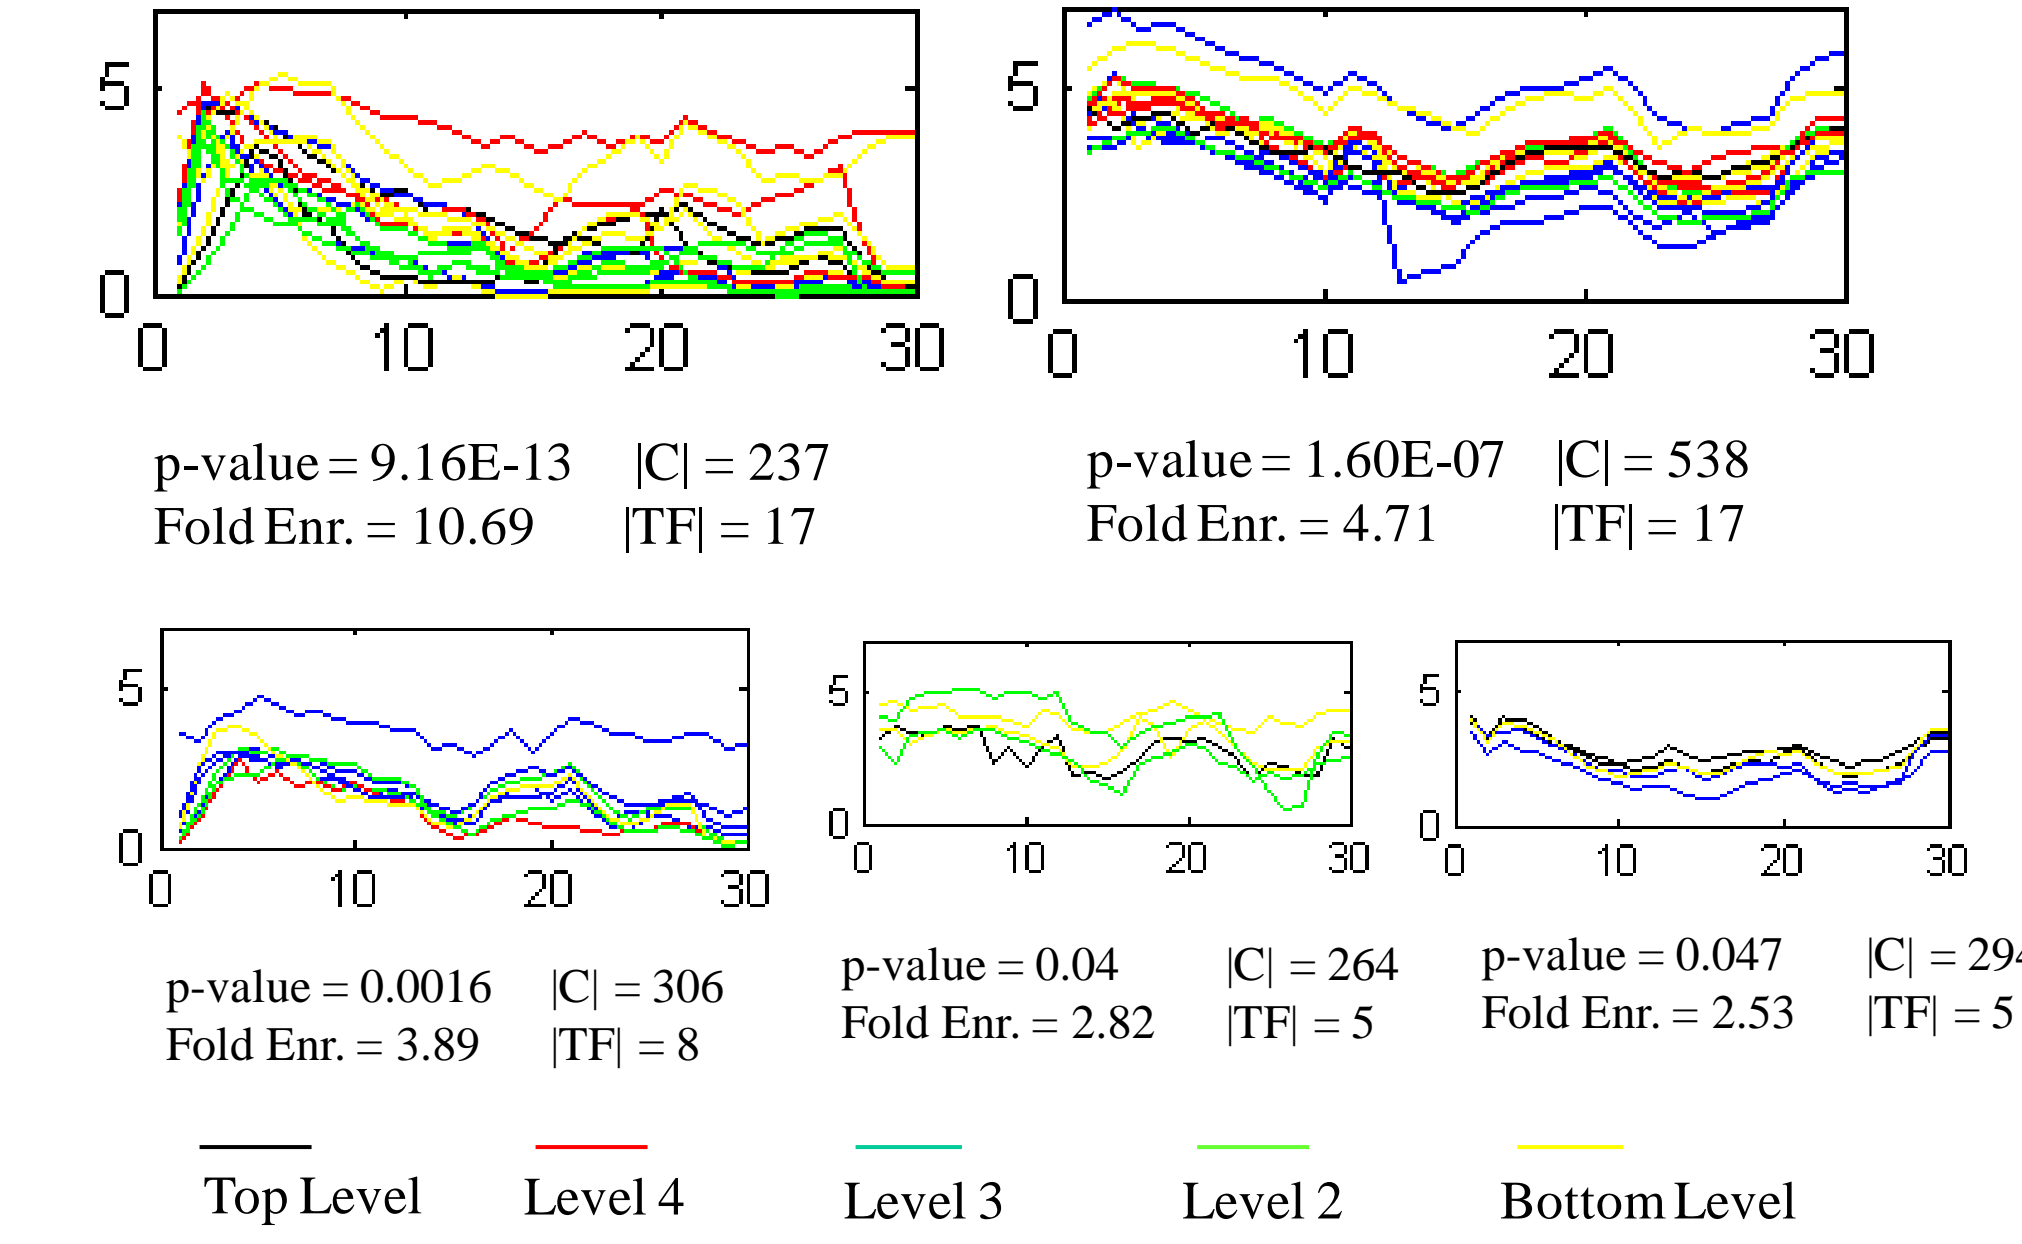 5
0
0 10 20 30
5
0
0 10 20 30
p-value = 9.16E-13 |C| = 237
Fold Enr. = 10.69 |TF| = 17
p-value = 1.60E-07 |C| = 538
Fold Enr. = 4.71 |TF| = 17
5
0
0 10 20 30
5
0
0 10 20 30
5
0
0 10 20 30
p-value = 0.0016 |C| = 306
Fold Enr. = 3.89 |TF| = 8
p-value = 0.04 |C| = 264
Fold Enr. = 2.82 |TF| = 5
p-value = 0.047 |C| = 294
Fold Enr. = 2.53 |TF| = 5
Top Level Level 4 Level 3 Level 2 Bottom Level